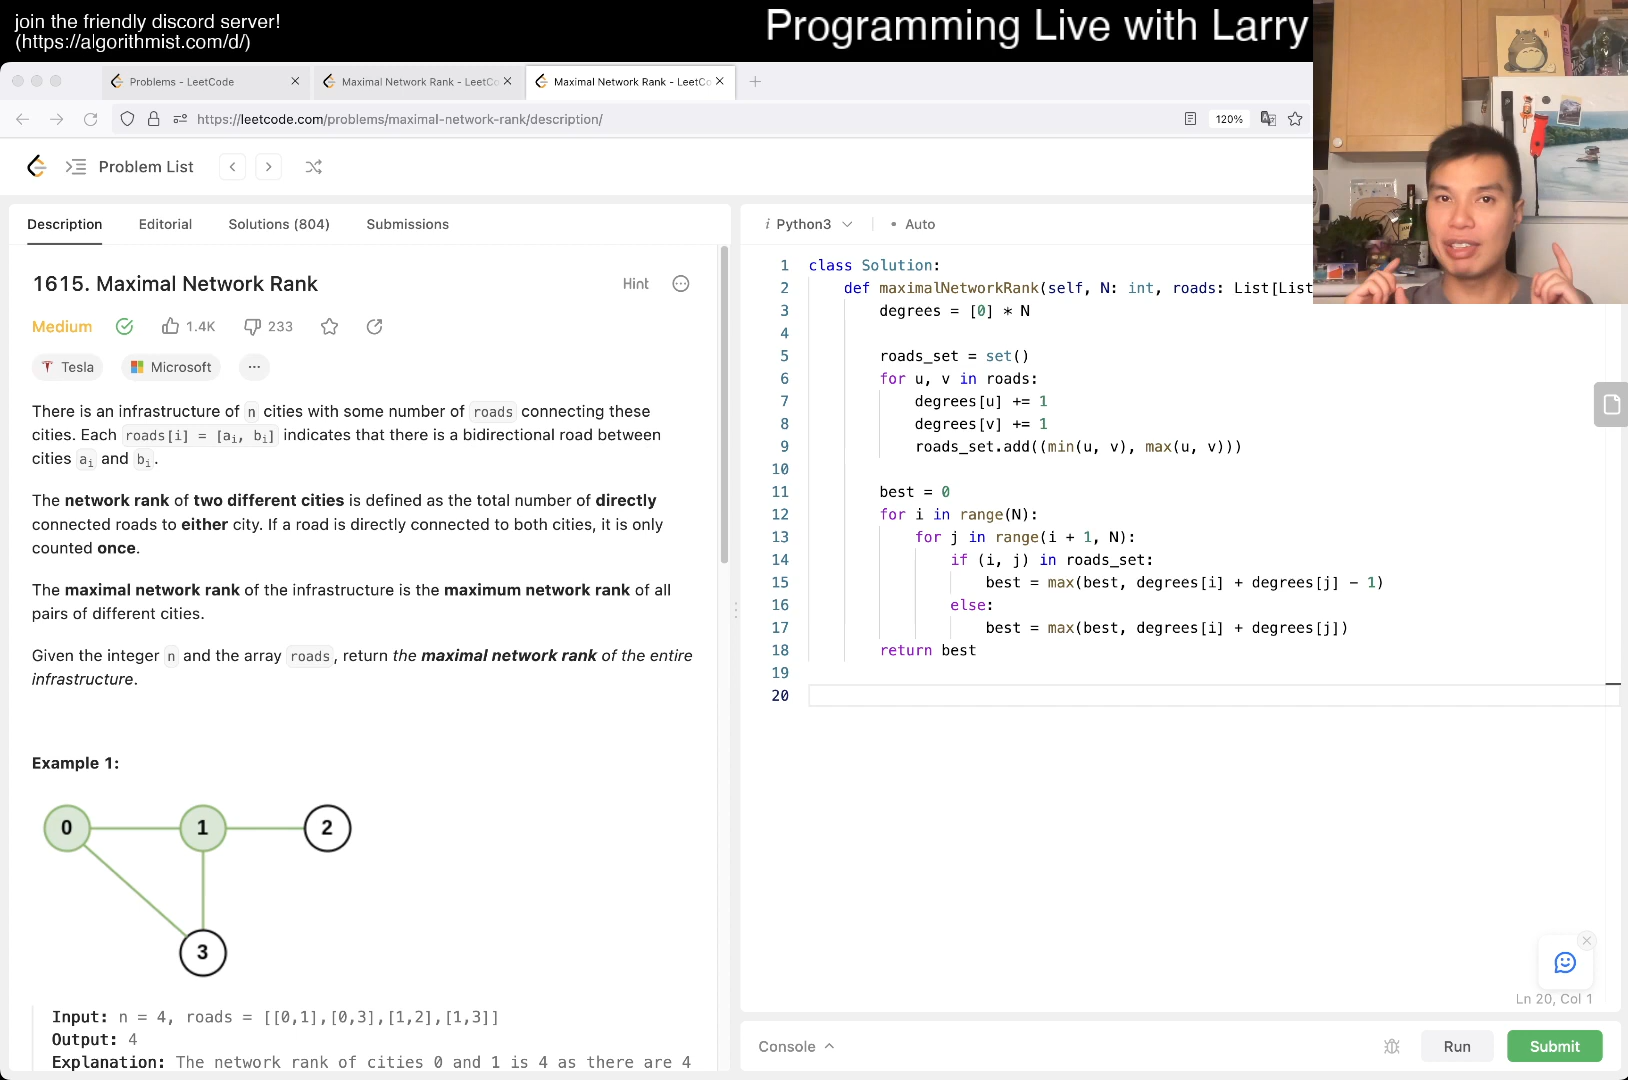 join the friendly discord server!
(https://algorithmist.com/d/)
Programming Live with Larry
Problems - LeetCode
Maximal Network Rank - LeetCo
Maximal Network Rank - LeetCo
https://leetcode.com/problems/maximal-network-rank/description/
120%
Problem List
Description
Editorial
Solutions (804)
Submissions
1615. Maximal Network Rank
Hint
Medium
1.4K
233
Tesla
Microsoft
There is an infrastructure of n cities with some number of roads connecting these
cities. Each roads[i] = [ai, bi] indicates that there is a bidirectional road between
cities ai and bi.
The network rank of two different cities is defined as the total number of directly
connected roads to either city. If a road is directly connected to both cities, it is only
counted once.
The maximal network rank of the infrastructure is the maximum network rank of all
pairs of different cities.
Given the integer n and the array roads, return the maximal network rank of the entire
infrastructure.
Example 1:
0
1
2
3
Input: n = 4, roads = [[0,1],[0,3],[1,2],[1,3]]
Output: 4
Explanation: The network rank of cities 0 and 1 is 4 as there are 4
i Python3
• Auto
1 class Solution:
2 def maximalNetworkRank(self, N: int, roads: List[List
3 degrees = [0] * N
4
5 roads_set = set()
6 for u, v in roads:
7 degrees[u] += 1
8 degrees[v] += 1
9 roads_set.add((min(u, v), max(u, v)))
10
11 best = 0
12 for i in range(N):
13 for j in range(i + 1, N):
14 if (i, j) in roads_set:
15 best = max(best, degrees[i] + degrees[j] - 1)
16 else:
17 best = max(best, degrees[i] + degrees[j])
18 return best
19
20
Ln 20, Col 1
Console
Run
Submit